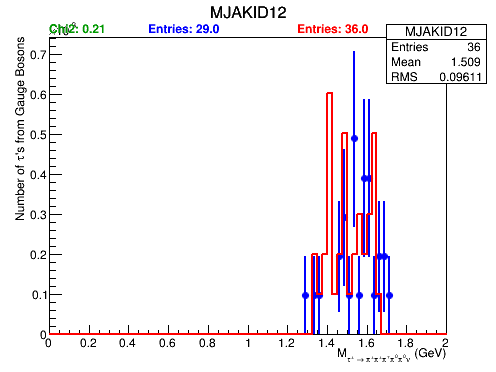 MJAKID12
Chi2: 0.21 Entries: 29.0 Entries: 36.0
MJAKID12
Entries 36
Mean 1.509
RMS 0.09611
Number of τ's from Gauge Bosons
0.7
0.6
0.5
0.4
0.3
0.2
0.1
0
0 0.2 0.4 0.6 0.8 1 1.2 1.4 1.6 1.8 2
(GeV)